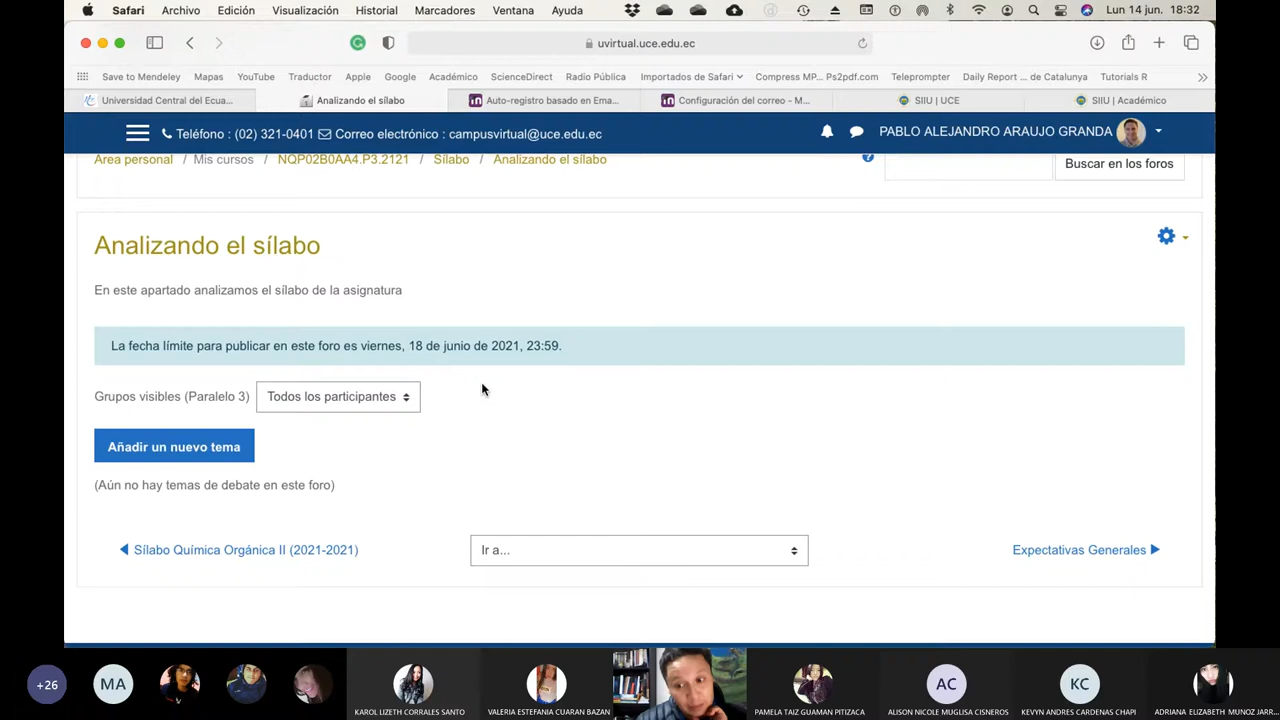 Safari Archivo Edición Visualización Historial Marcadores Ventana Ayuda Lun 14 jun. 18:32
uvirtual.uce.edu.ec
Save to Mendeley Mapas YouTube Traductor Apple Google Académico ScienceDirect Radio Pública Importados de Safari Compress MP... Ps2pdf.com Teleprompter Daily Report ... de Catalunya Tutorials R
Universidad Central del Ecua... Analizando el sílabo Auto-registro basado en Ema... Configuración del correo - M... SIIU | UCE SIIU | Académico
Teléfono : (02) 321-0401 Correo electrónico : campusvirtual@uce.edu.ec PABLO ALEJANDRO ARAUJO GRANDA
Área personal / Mis cursos / NQP02B0AA4.P3.2121 / Sílabo / Analizando el sílabo Buscar en los foros
Analizando el sílabo
En este apartado analizamos el sílabo de la asignatura
La fecha límite para publicar en este foro es viernes, 18 de junio de 2021, 23:59.
Grupos visibles (Paralelo 3) Todos los participantes
Añadir un nuevo tema
(Aún no hay temas de debate en este foro)
Sílabo Química Orgánica II (2021-2021) Ir a... Expectativas Generales
+26 MA AC KC
KAROL LIZETH CORRALES SANTO VALERIA ESTEFANIA CUARAN BAZAN PAMELA TAIZ GUAMAN PITIZACA ALISON NICOLE MUGLISA CISNEROS KEVYN ANDRES CARDENAS CHAPI ADRIANA ELIZABETH MUNOZ JARR...